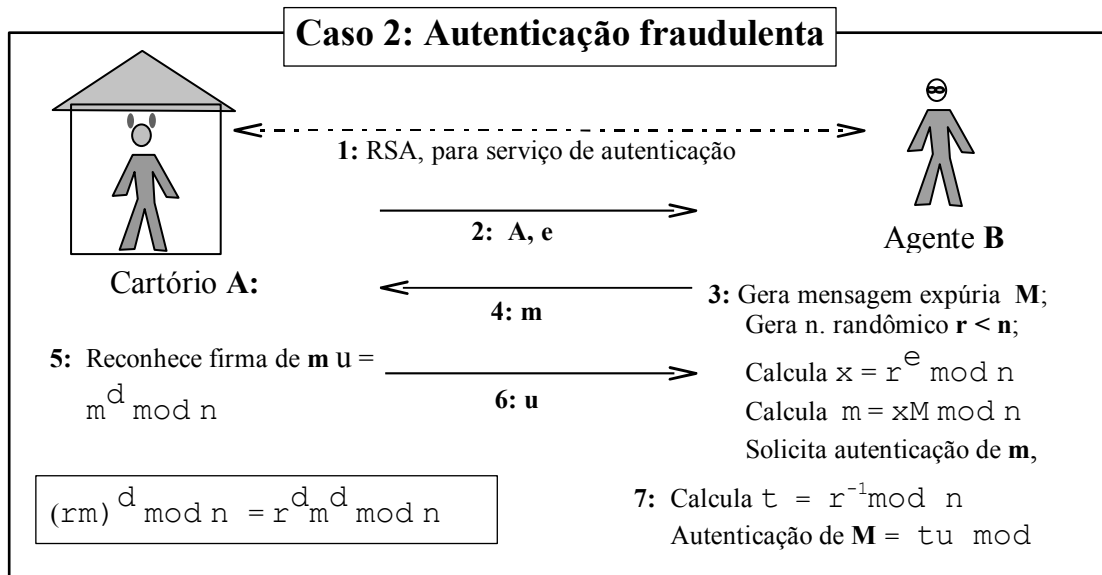 Caso 2: Autenticação fraudulenta
1: RSA, para serviço de autenticação
2: A, e
Agente B
Cartório A:
4: m
3: Gera mensagem expúria M;
Gera n. randômico r < n;
5: Reconhece firma de m u =
m^d mod n
6: u
Calcula x = r^e mod n
Calcula m = xM mod n
Solicita autenticação de m,
(rm)^d mod n = r^d m^d mod n
7: Calcula t = r^-1 mod n
Autenticação de M = tu mod